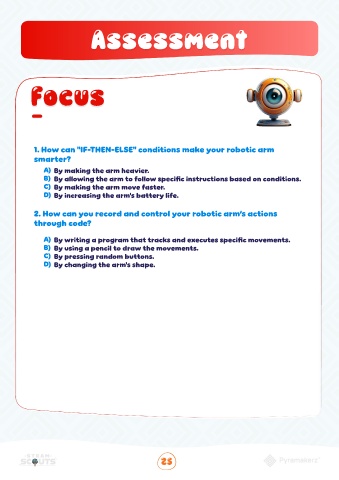 Assessment
Focus
1. How can "IF-THEN-ELSE" conditions make your robotic arm
smarter?
A) By making the arm heavier.
B) By allowing the arm to follow specific instructions based on conditions.
C) By making the arm move faster.
D) By increasing the arm's battery life.
2. How can you record and control your robotic arm's actions
through code?
A) By writing a program that tracks and executes specific movements.
B) By using a pencil to draw the movements.
C) By pressing random buttons.
D) By changing the arm's shape.
SCOUTS
25